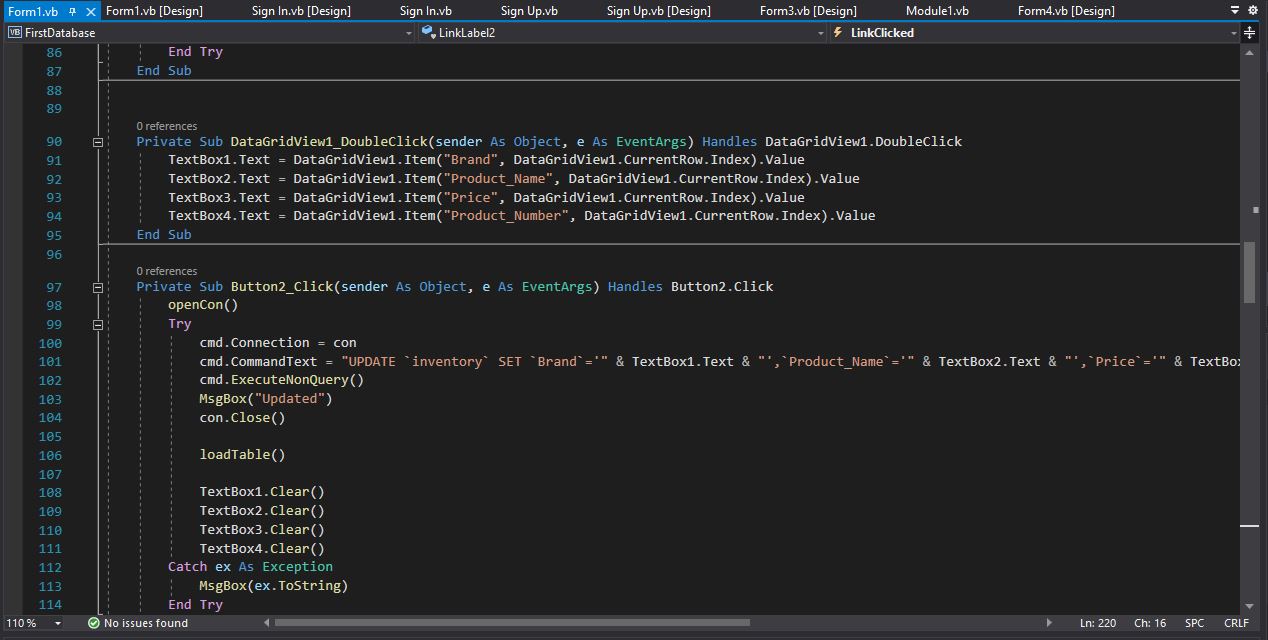 Form1.vb Form1.vb [Design] Sign In.vb [Design] Sign In.vb Sign Up.vb Sign Up.vb [Design] Form3.vb [Design] Module1.vb Form4.vb [Design]
VB FirstDatabase LinkLabel2 LinkClicked
86 End Try
87 End Sub
88
89
0 references
90 Private Sub DataGridView1_DoubleClick(sender As Object, e As EventArgs) Handles DataGridView1.DoubleClick
91 TextBox1.Text = DataGridView1.Item("Brand", DataGridView1.CurrentRow.Index).Value
92 TextBox2.Text = DataGridView1.Item("Product_Name", DataGridView1.CurrentRow.Index).Value
93 TextBox3.Text = DataGridView1.Item("Price", DataGridView1.CurrentRow.Index).Value
94 TextBox4.Text = DataGridView1.Item("Product_Number", DataGridView1.CurrentRow.Index).Value
95 End Sub
96
0 references
97 Private Sub Button2_Click(sender As Object, e As EventArgs) Handles Button2.Click
98 openCon()
99 Try
100 cmd.Connection = con
101 cmd.CommandText = "UPDATE `inventory` SET `Brand`='" & TextBox1.Text & "',`Product_Name`='" & TextBox2.Text & "',`Price`='" & TextBox
102 cmd.ExecuteNonQuery()
103 MsgBox("Updated")
104 con.Close()
105
106 loadTable()
107
108 TextBox1.Clear()
109 TextBox2.Clear()
110 TextBox3.Clear()
111 TextBox4.Clear()
112 Catch ex As Exception
113 MsgBox(ex.ToString)
114 End Try
110 % No issues found Ln: 220 Ch: 16 SPC CRLF